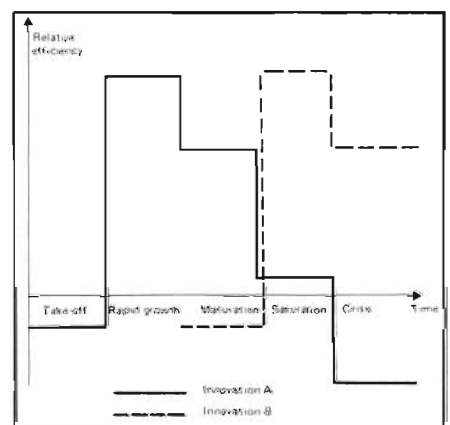 Relative
efficiency
Take-off Rapid growth Maturation Saturation Crisis Time
Innovation A
Innovation B